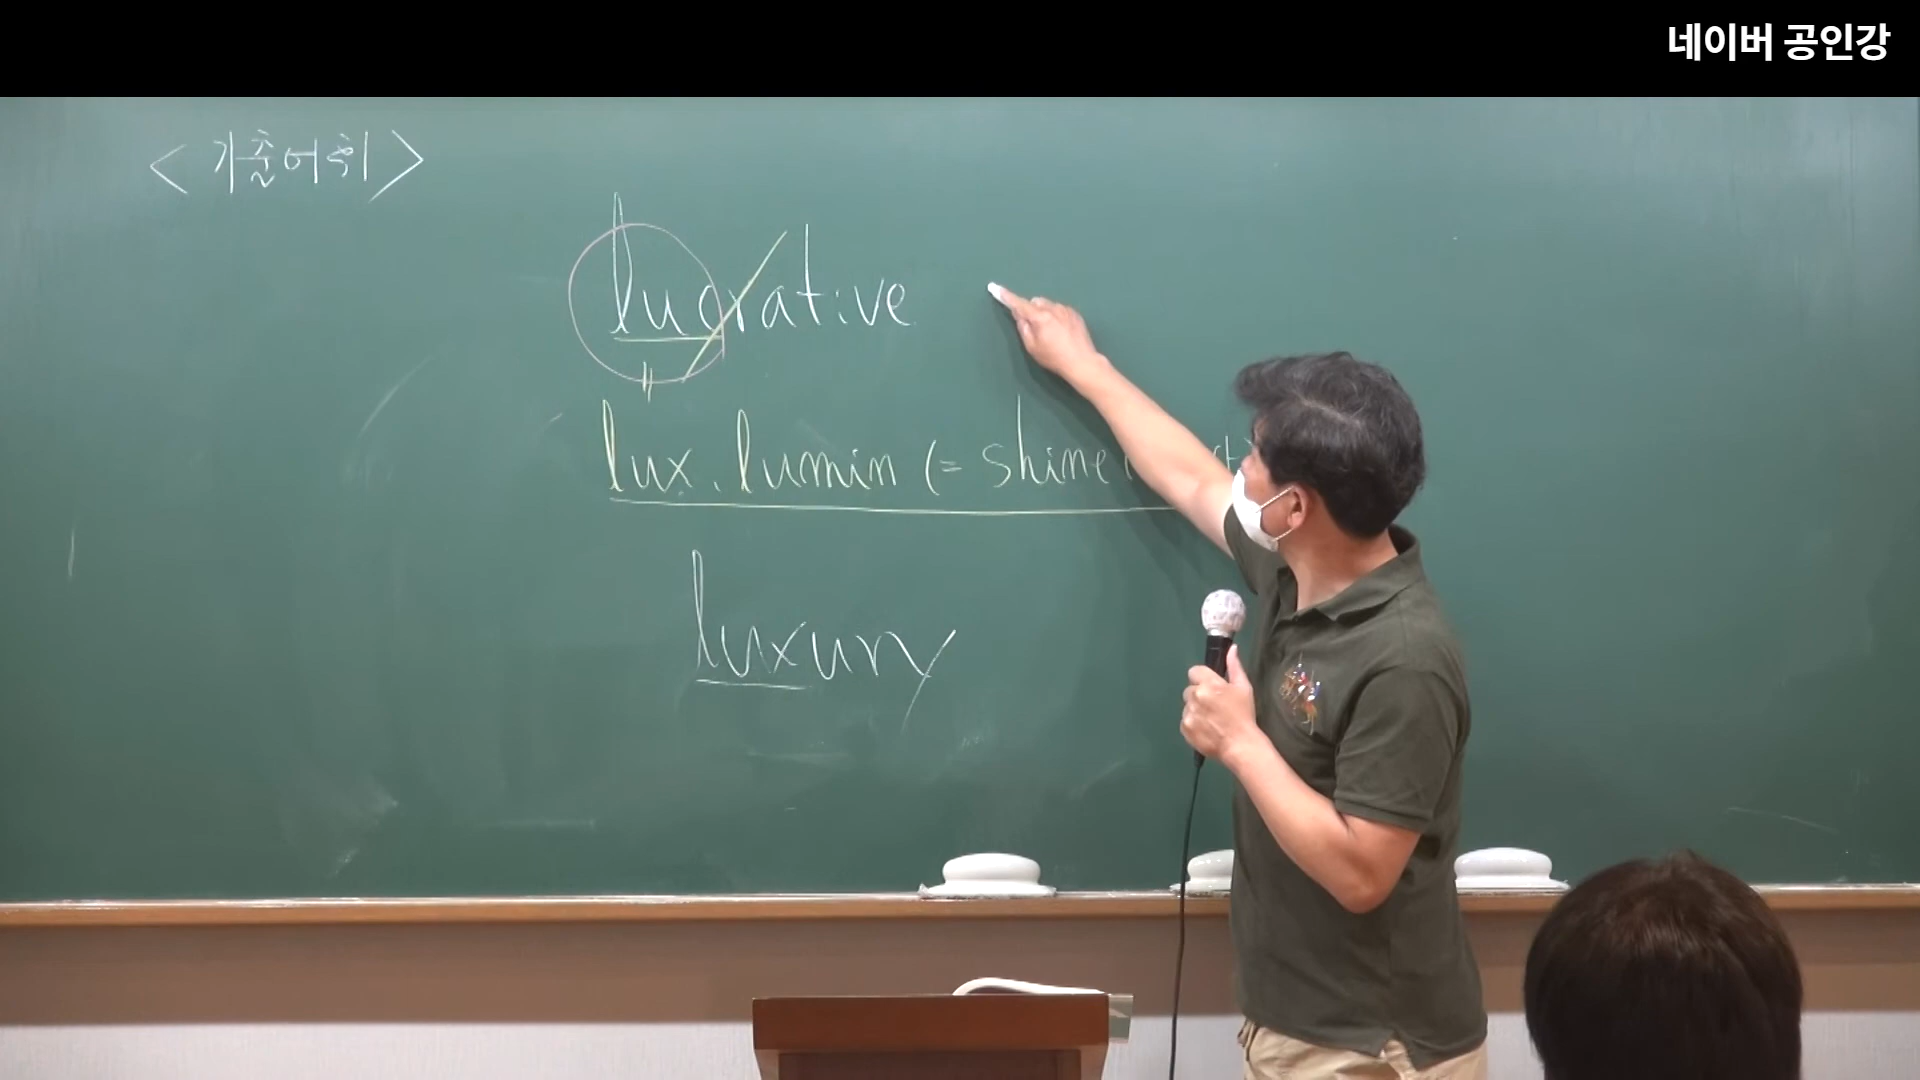 네이버 공인강
< 기출어휘 >
lucrative
"
lux. lumin (= shine
luxury